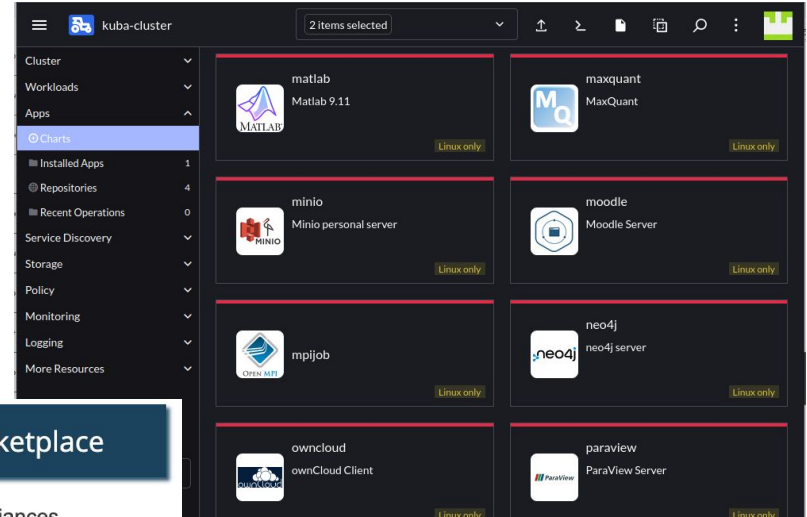 kuba-cluster
2 items selected
Cluster
Workloads
Apps
Charts
Installed Apps 1
Repositories 4
Recent Operations 0
Service Discovery
Storage
Policy
Monitoring
Logging
More Resources
matlab
Matlab 9.11
MATLAB
Linux only
maxquant
MaxQuant
MQ
Linux only
minio
Minio personal server
MINIO
Linux only
moodle
Moodle Server
Linux only
mpijob
OPEN MPI
Linux only
neo4j
neo4j server
neo4j
Linux only
owncloud
ownCloud Client
ownCloud
Linux only
paraview
ParaView Server
ParaView
Linux only
ketplace
iances